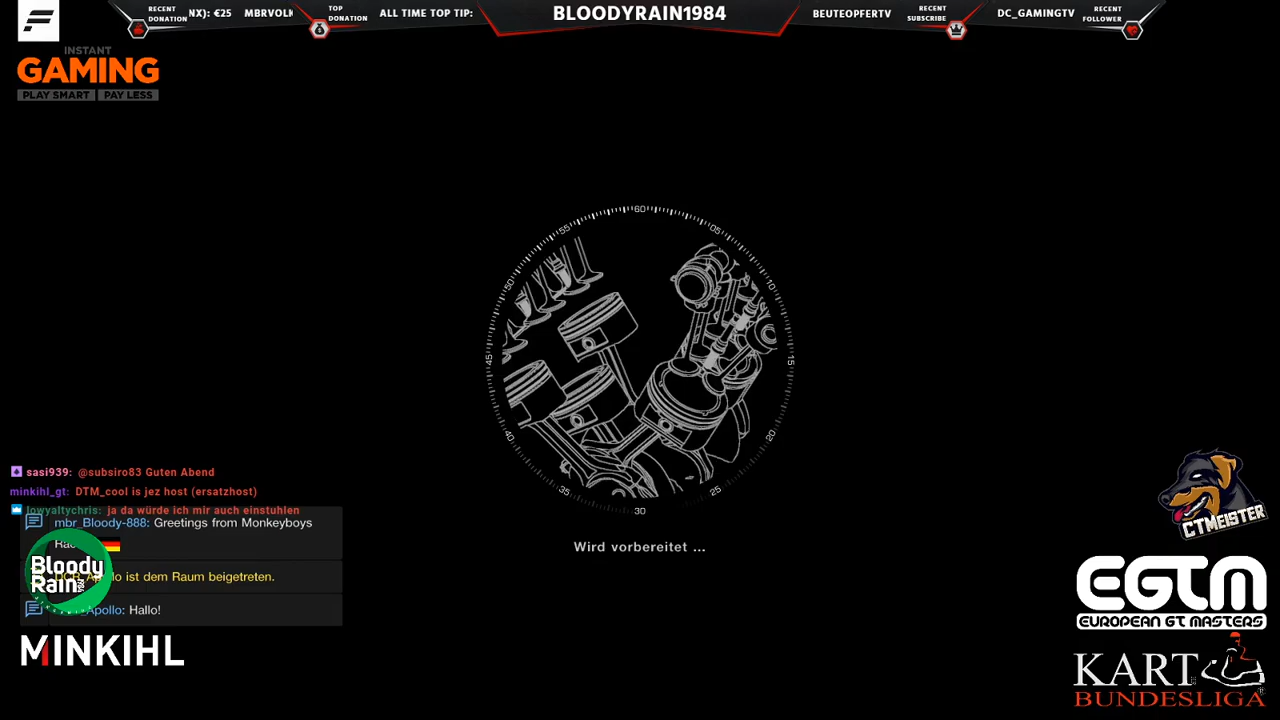 RECENT DONATION
NX): €25 MBRVOLK
TOP DONATION
ALL TIME TOP TIP:
BLOODYRAIN1984
BEUTEOPFERTV
RECENT SUBSCRIBE
DC_GAMINGTV
RECENT FOLLOWER
INSTANT
GAMING
PLAY SMART PAY LESS
60
55 05
50 10
45 15
40 20
35 25
30
Wird vorbereitet ...
sasi939: @subsiro83 Guten Abend
minkihl_gt: DTM_cool is jez host (ersatzhost)
lowyaltychris: ja da würde ich mir auch einstuhlen
mbr_Bloody-888: Greetings from Monkeyboys
Bloody
Rain
ist dem Raum beigetreten.
Apollo: Hallo!
MINKIHL
CTMEISTER
EGTM
EUROPEAN GT MASTERS
KART
BUNDESLIGA